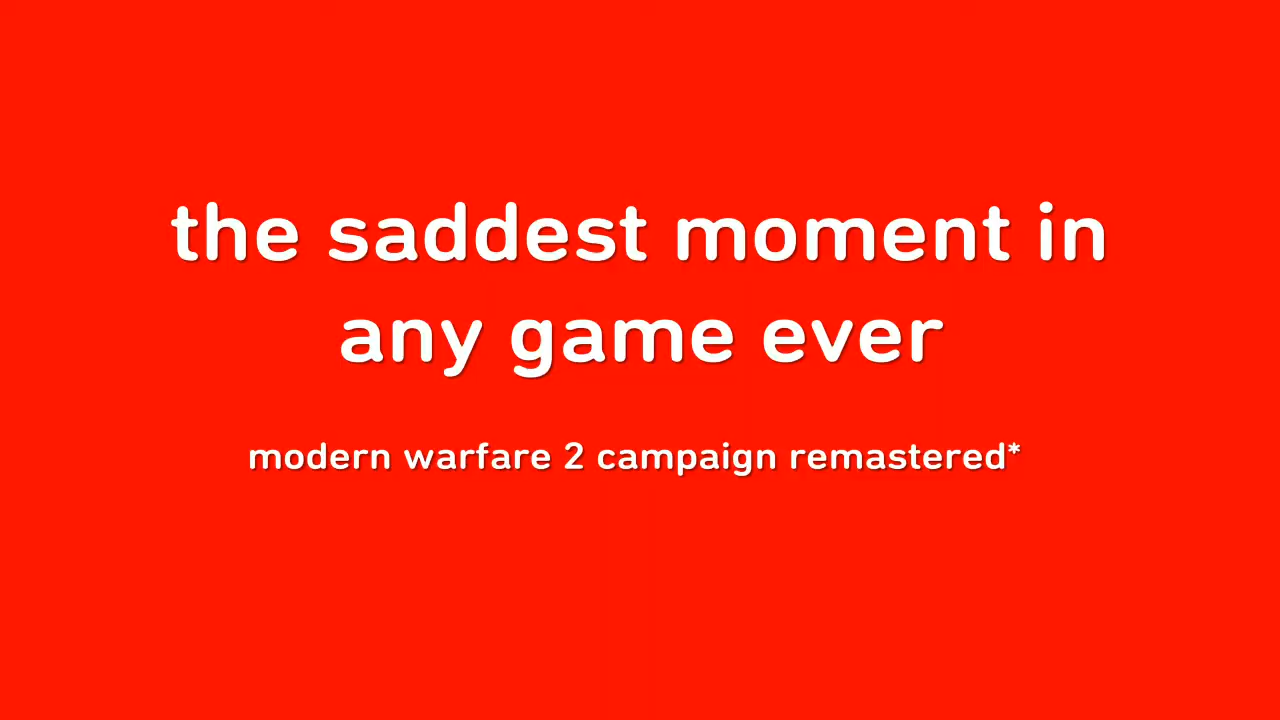 the saddest moment in
any game ever
modern warfare 2 campaign remastered*